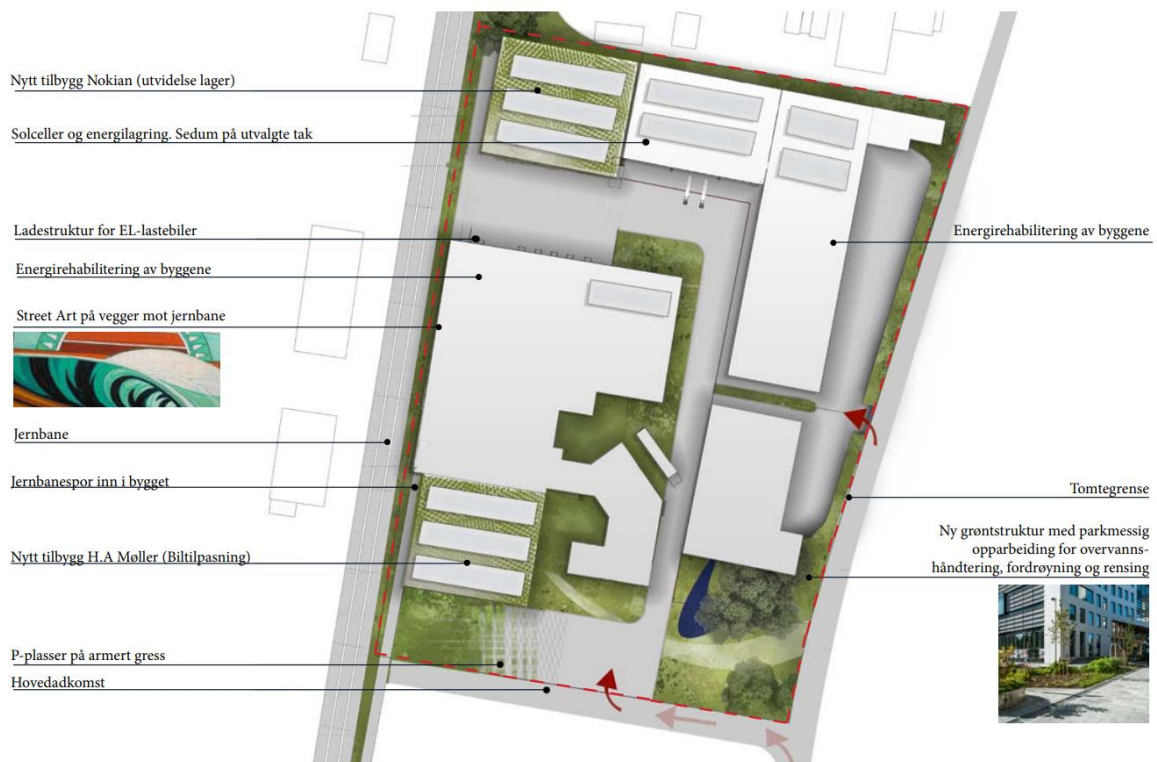 Nytt tilbygg Nokian (utvidelse lager)
Solceller og energilagring. Sedum på utvalgte tak
Ladestruktur for EL-lastebiler
Energirehabilitering av byggene
Street Art på vegger mot jernbane
Jernbane
Jernbanespor inn i bygget
Nytt tilbygg H.A Møller (Biltilpasning)
P-plasser på armert gress
Hovedadkomst
Energirehabilitering av byggene
Tomtegrense
Ny grøntstruktur med parkmessig
opparbeiding for overvanns-
håndtering, fordrøyning og rensing